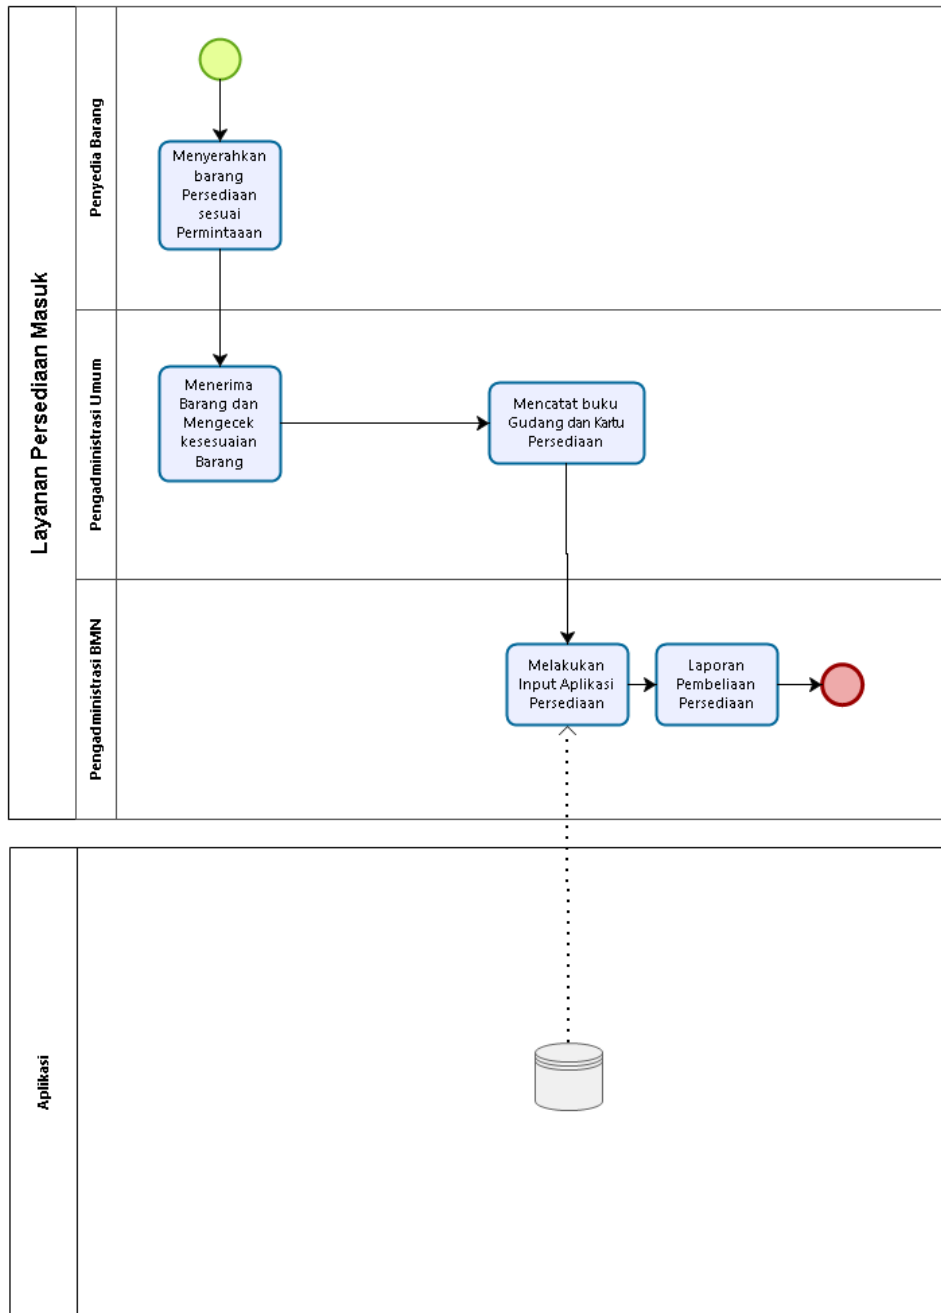 Layanan Persediaan Masuk
Penyedia Barang
Menyerahkan
barang
Persediaan
sesuai
Permintaaan
Pengadministrasi Umum
Menerima
Barang dan
Mengecek
kesesuaian
Barang
Mencatat buku
Gudang dan Kartu
Persediaan
Pengadministrasi BMN
Melakukan
Input Aplikasi
Persediaan
Laporan
Pembeliaan
Persediaan
Aplikasi